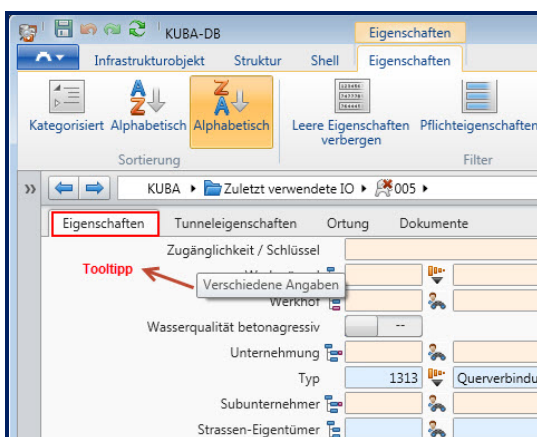 KUBA-DB Eigenschaften
Infrastrukturobjekt Struktur Shell Eigenschaften
Kategorisiert Alphabetisch Alphabetisch Leere Eigenschaften verbergen Pflichteigenschaften
Sortierung Filter
KUBA Zuletzt verwendete IO 005
Eigenschaften Tunneleigenschaften Ortung Dokumente
Zugänglichkeit / Schlüssel
Tooltipp
Verschiedene Angaben
Werkhof
Wasserqualität betonagressiv --
Unternehmung
Typ 1313 Querverbindu
Subunternehmer
Strassen-Eigentümer